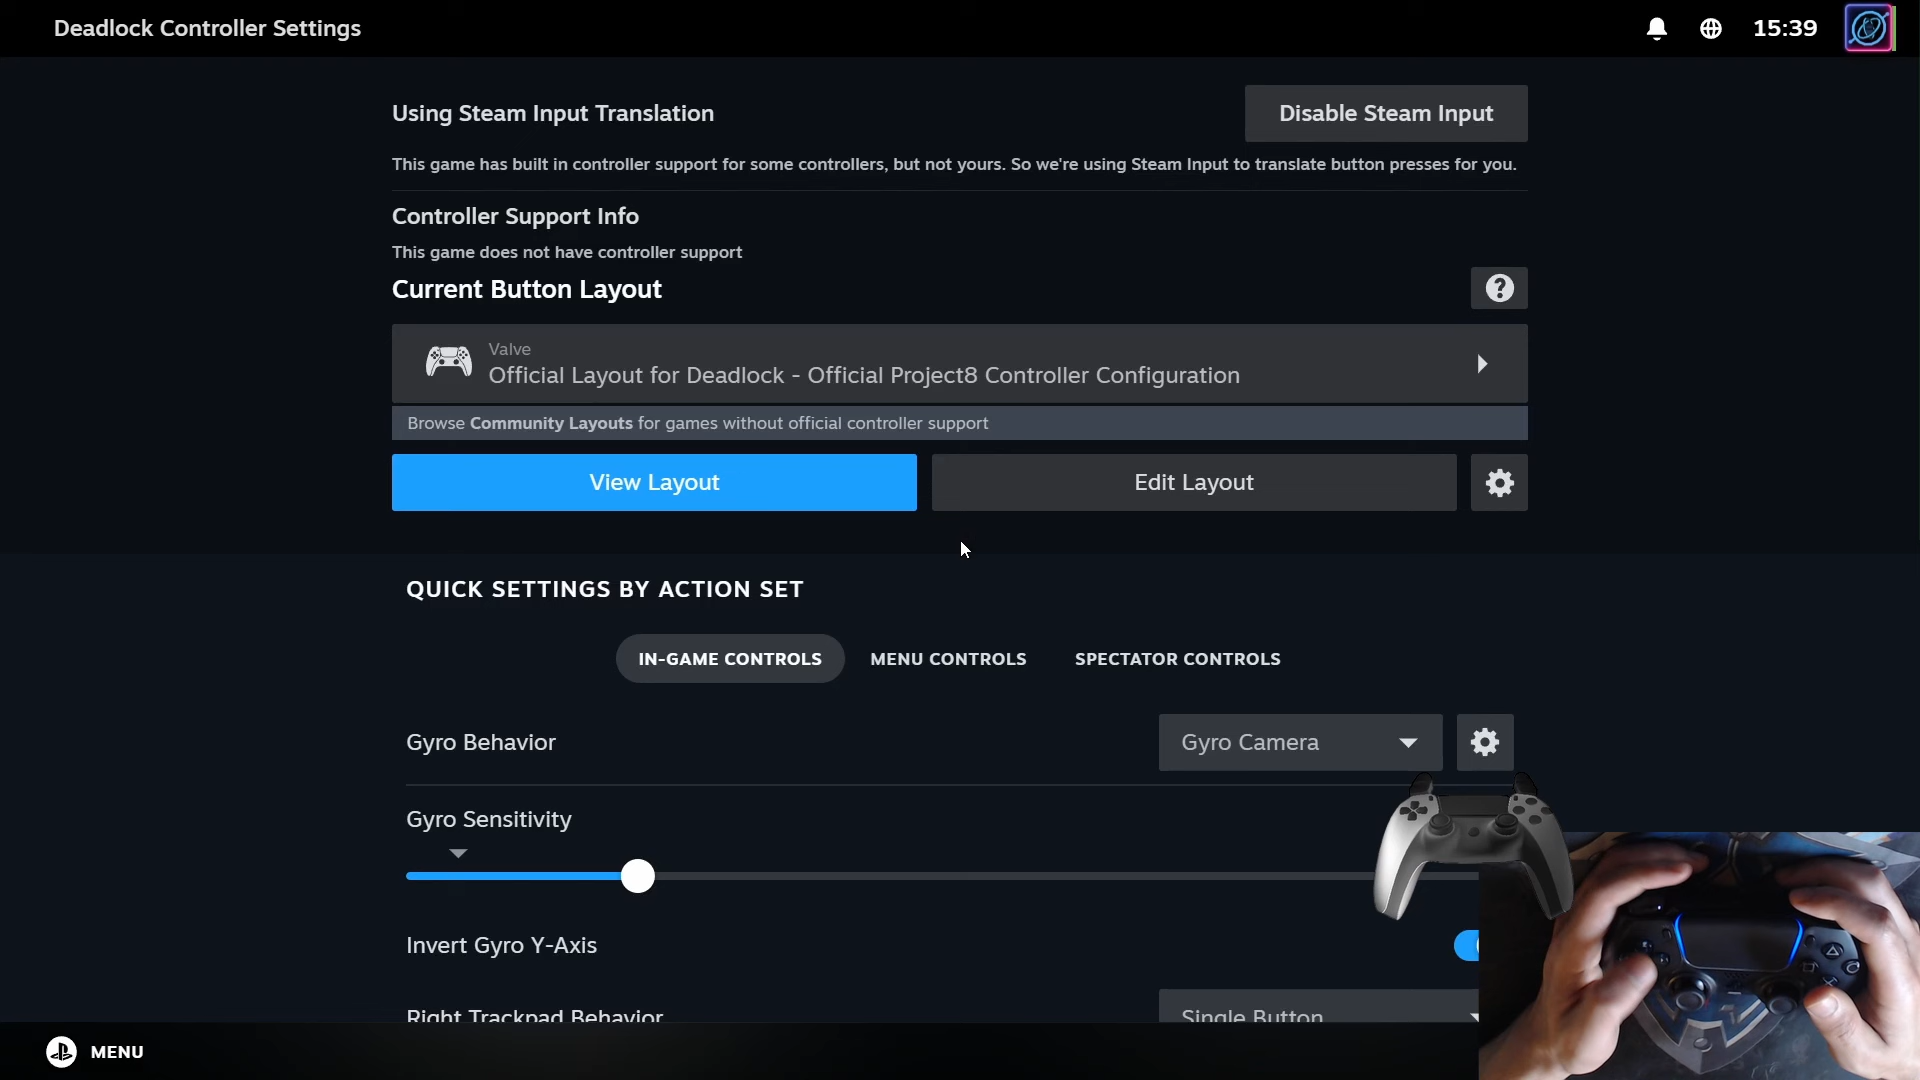 Deadlock Controller Settings
15:39
Using Steam Input Translation
Disable Steam Input
This game has built in controller support for some controllers, but not yours. So we're using Steam Input to translate button presses for you.
Controller Support Info
This game does not have controller support
Current Button Layout
Valve
Official Layout for Deadlock - Official Project8 Controller Configuration
Browse Community Layouts for games without official controller support
View Layout
Edit Layout
QUICK SETTINGS BY ACTION SET
IN-GAME CONTROLS
MENU CONTROLS
SPECTATOR CONTROLS
Gyro Behavior
Gyro Camera
Gyro Sensitivity
Invert Gyro Y-Axis
Right Trackpad Behavior
Single Button
MENU